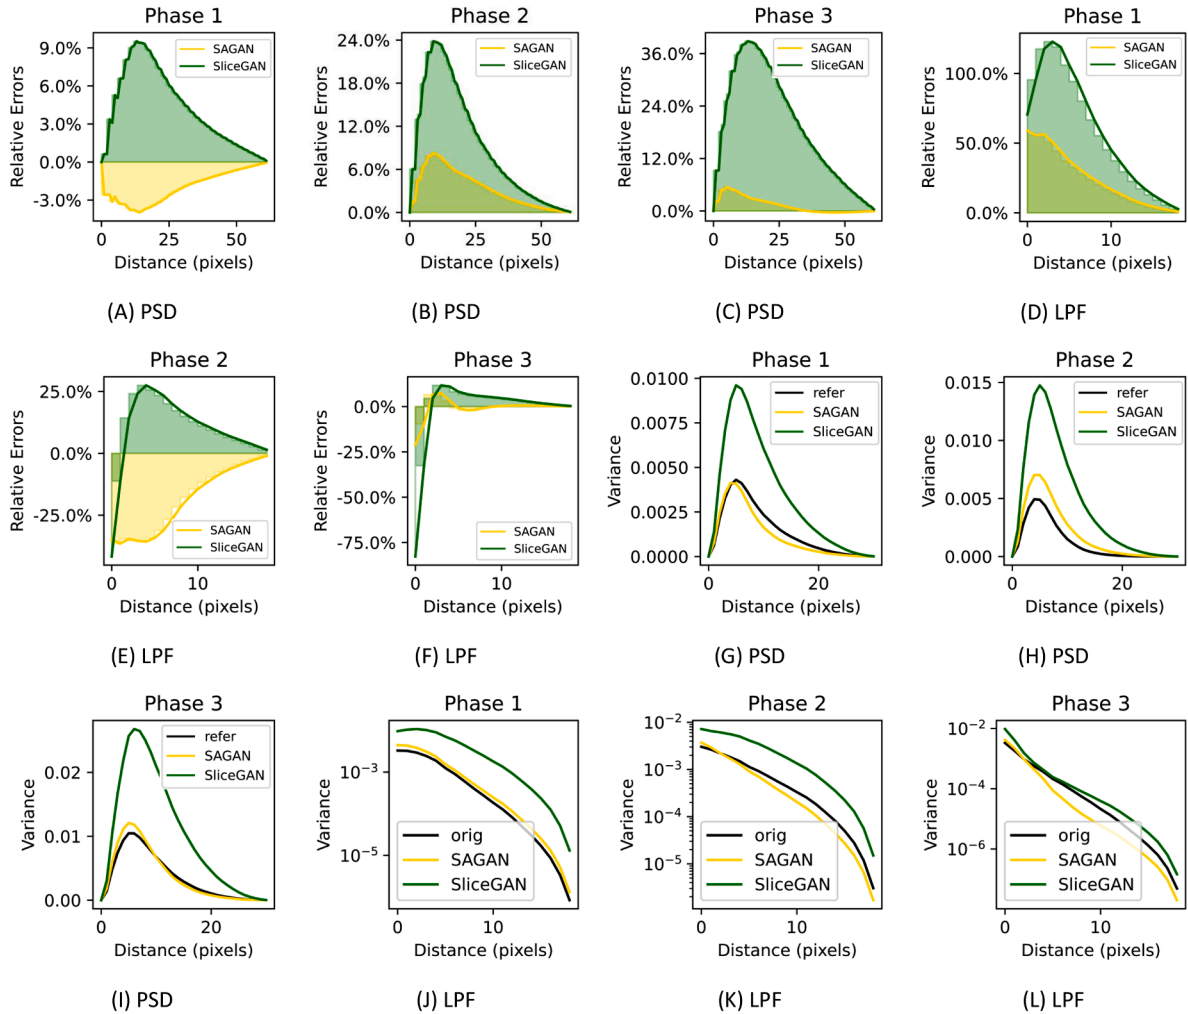 Phase 1
Relative Errors
9.0%
6.0%
3.0%
0.0%
-3.0%
SAGAN
SliceGAN
0
25
50
Distance (pixels)
(A) PSD
Phase 2
Relative Errors
24.0%
18.0%
12.0%
6.0%
0.0%
SAGAN
SliceGAN
0
25
50
Distance (pixels)
(B) PSD
Phase 3
Relative Errors
36.0%
24.0%
12.0%
0.0%
SAGAN
SliceGAN
0
25
50
Distance (pixels)
(C) PSD
Phase 1
Relative Errors
100.0%
50.0%
0.0%
SAGAN
SliceGAN
0
10
Distance (pixels)
(D) LPF
Phase 2
Relative Errors
25.0%
0.0%
-25.0%
SAGAN
SliceGAN
0
10
Distance (pixels)
(E) LPF
Phase 3
Relative Errors
0.0%
-25.0%
-50.0%
-75.0%
SAGAN
SliceGAN
0
10
Distance (pixels)
(F) LPF
Phase 1
Variance
0.0100
0.0075
0.0050
0.0025
0.0000
refer
SAGAN
SliceGAN
0
20
Distance (pixels)
(G) PSD
Phase 2
Variance
0.015
0.010
0.005
0.000
refer
SAGAN
SliceGAN
0
20
Distance (pixels)
(H) PSD
Phase 3
Variance
0.02
0.01
0.00
refer
SAGAN
SliceGAN
0
20
Distance (pixels)
(I) PSD
Phase 1
Variance
10⁻³
10⁻⁵
orig
SAGAN
SliceGAN
0
10
Distance (pixels)
(J) LPF
Phase 2
Variance
10⁻²
10⁻³
10⁻⁴
10⁻⁵
orig
SAGAN
SliceGAN
0
10
Distance (pixels)
(K) LPF
Phase 3
Variance
10⁻²
10⁻⁴
10⁻⁶
orig
SAGAN
SliceGAN
0
10
Distance (pixels)
(L) LPF